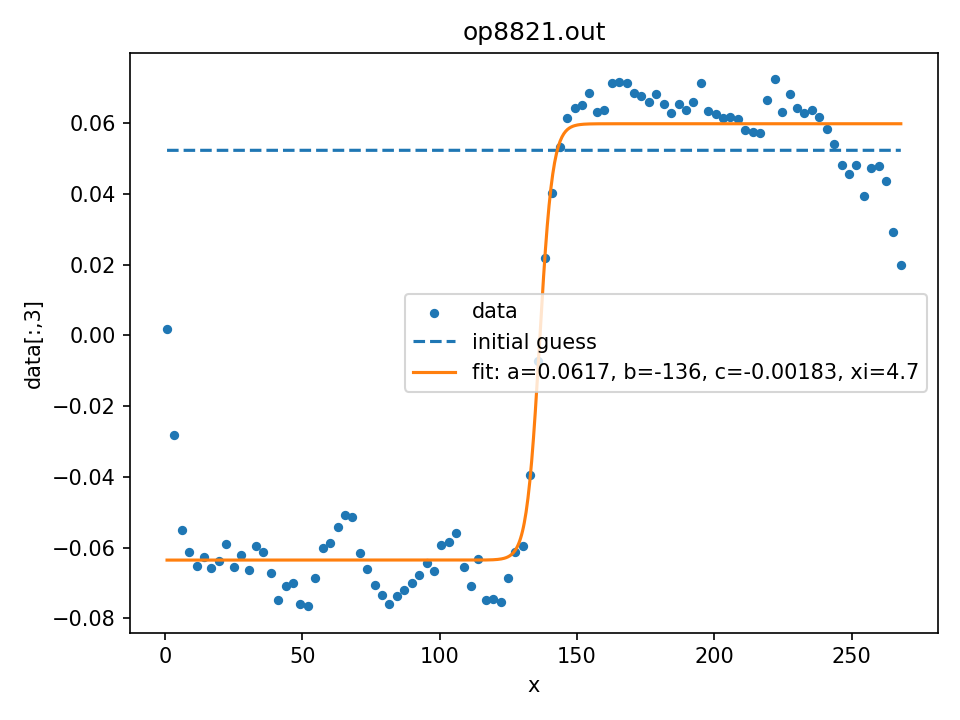 op8821.out
data[:,3]
0.06
0.04
0.02
0.00
−0.02
−0.04
−0.06
−0.08
data
initial guess
fit: a=0.0617, b=-136, c=-0.00183, xi=4.7
0 50 100 150 200 250
x